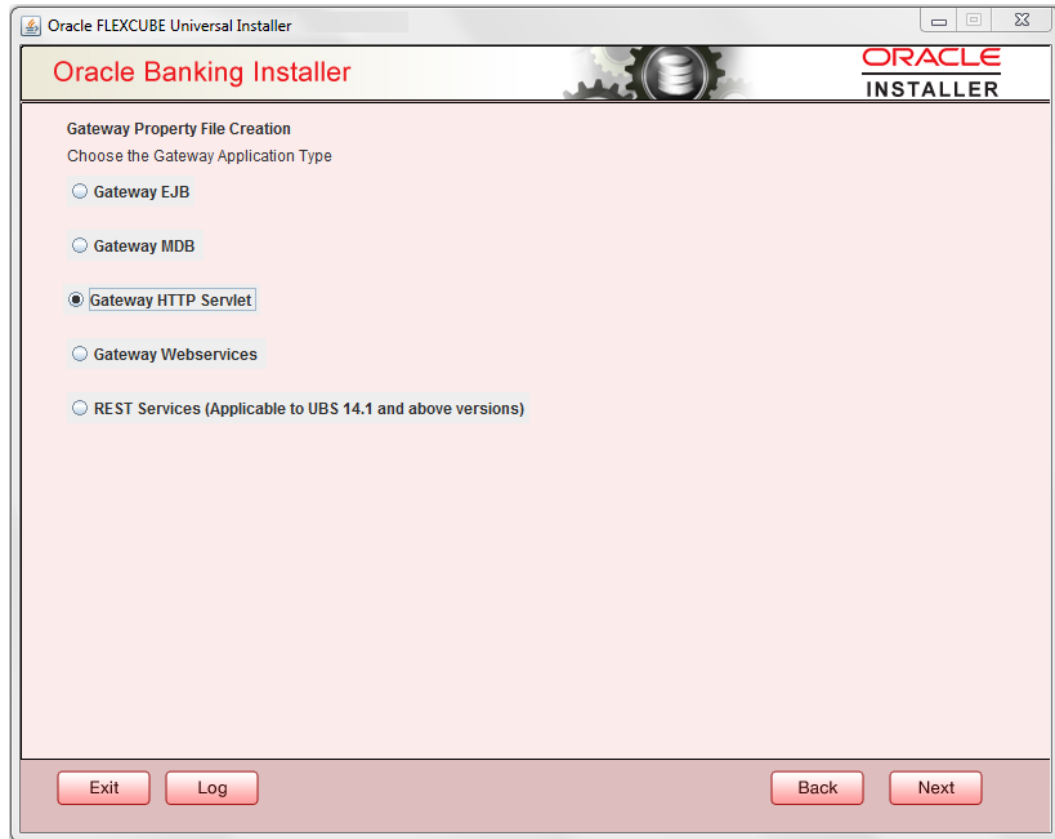 Oracle FLEXCUBE Universal Installer
Oracle Banking Installer
ORACLE
INSTALLER
Gateway Property File Creation
Choose the Gateway Application Type
Gateway EJB
Gateway MDB
Gateway HTTP Servlet
Gateway Webservices
REST Services (Applicable to UBS 14.1 and above versions)
Exit Log Back Next